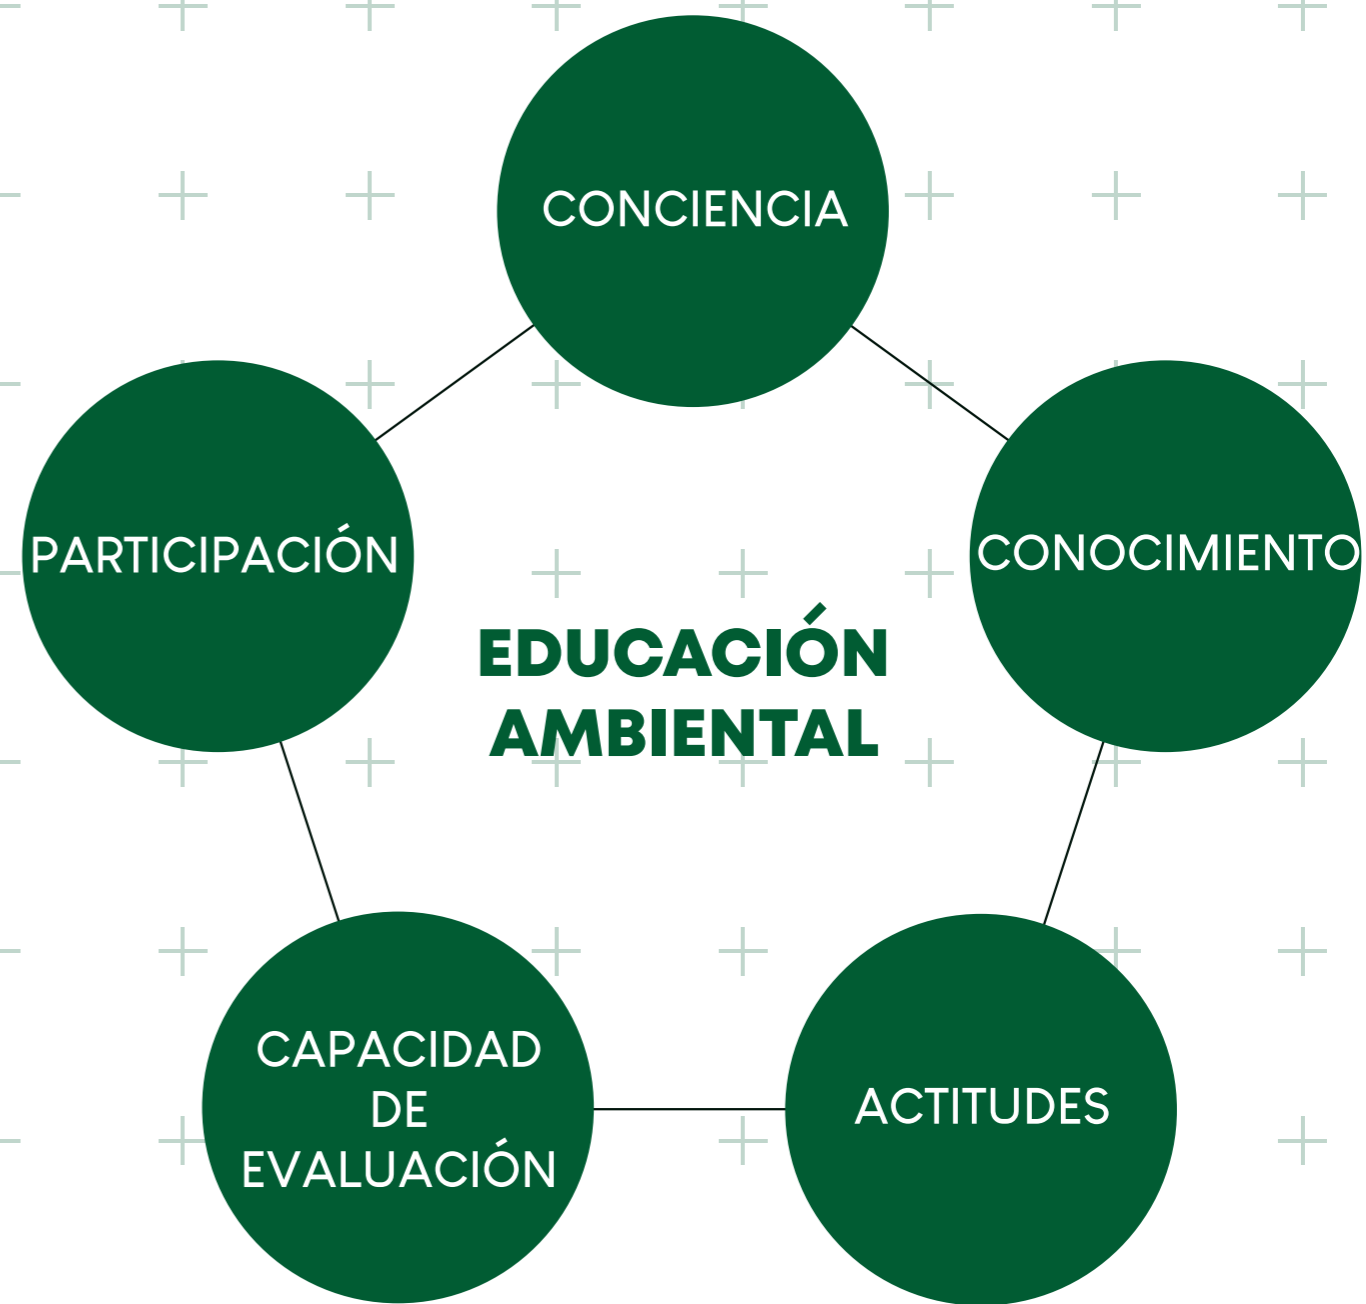 CONCIENCIA
PARTICIPACIÓN
CONOCIMIENTO
EDUCACIÓN
AMBIENTAL
CAPACIDAD
DE
EVALUACIÓN
ACTITUDES